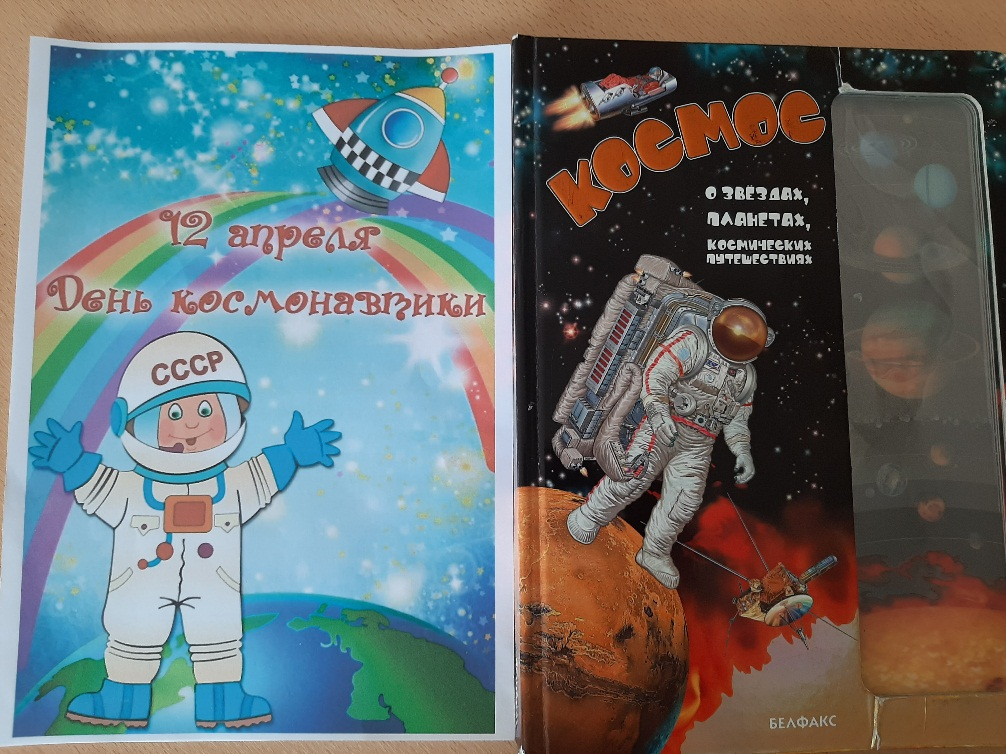 12 апреля
День космонавтики
СССР
КОСМОС
О ЗВЁЗДАХ,
ПЛАНЕТАХ,
КОСМИЧЕСКИХ
ПУТЕШЕСТВИЯХ
БЕЛФАКС